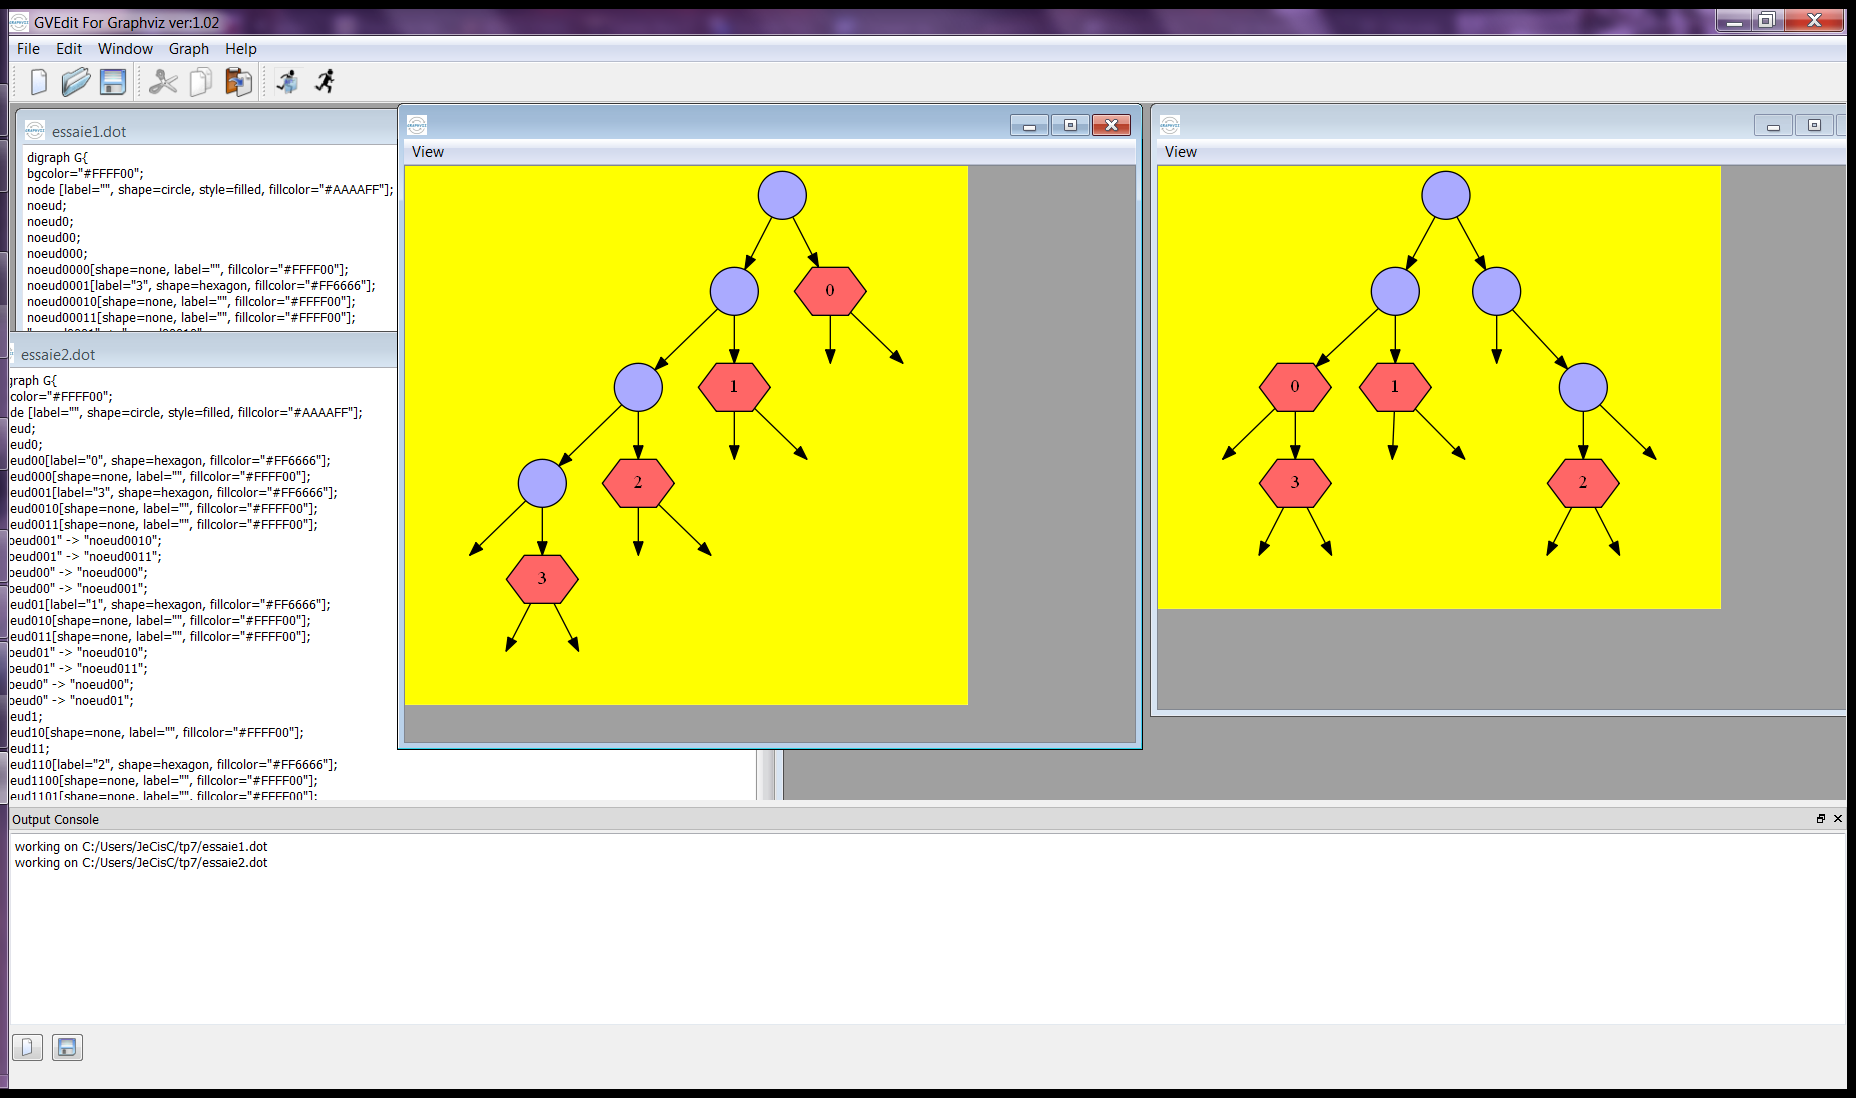 GVEdit For Graphviz ver:1.02
File Edit Window Graph Help
essaie1.dot
digraph G{
bgcolor="#FFFF00";
node [label="", shape=circle, style=filled, fillcolor="#AAAAFF"];
noeud;
noeud0;
noeud00;
noeud000;
noeud0000[shape=none, label="", fillcolor="#FFFF00"];
noeud0001[label="3", shape=hexagon, fillcolor="#FF6666"];
noeud00010[shape=none, label="", fillcolor="#FFFF00"];
noeud00011[shape=none, label="", fillcolor="#FFFF00"];
essaie2.dot
graph G{
color="#FFFF00";
de [label="", shape=circle, style=filled, fillcolor="#AAAAFF"];
eud;
eud0;
eud00[label="0", shape=hexagon, fillcolor="#FF6666"];
eud000[shape=none, label="", fillcolor="#FFFF00"];
eud001[label="3", shape=hexagon, fillcolor="#FF6666"];
eud0010[shape=none, label="", fillcolor="#FFFF00"];
eud0011[shape=none, label="", fillcolor="#FFFF00"];
oeud001" -> "noeud0010";
oeud001" -> "noeud0011";
oeud00" -> "noeud000";
oeud00" -> "noeud001";
eud01[label="1", shape=hexagon, fillcolor="#FF6666"];
eud010[shape=none, label="", fillcolor="#FFFF00"];
eud011[shape=none, label="", fillcolor="#FFFF00"];
oeud01" -> "noeud010";
oeud01" -> "noeud011";
oeud0" -> "noeud00";
oeud0" -> "noeud01";
eud1;
eud10[shape=none, label="", fillcolor="#FFFF00"];
eud11;
eud110[label="2", shape=hexagon, fillcolor="#FF6666"];
eud1100[shape=none, label="", fillcolor="#FFFF00"];
eud1101[shape=none, label="", fillcolor="#FFFF00"];
View
0
1
2
3
View
0 1
3 2
Output Console
working on C:/Users/JeCisC/tp7/essaie1.dot
working on C:/Users/JeCisC/tp7/essaie2.dot